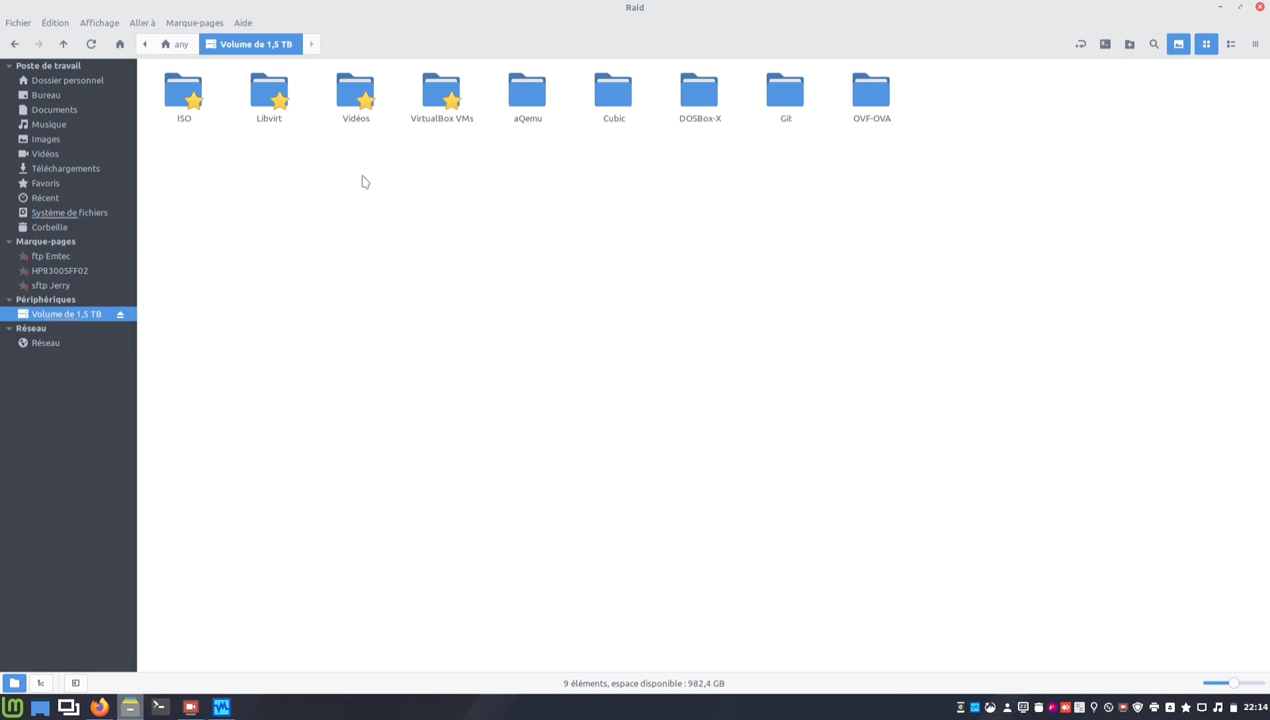 Raid
Fichier Édition Affichage Aller à Marque-pages Aide
any Volume de 1,5 TB
Poste de travail
Dossier personnel
Bureau
Documents
Musique
Images
Vidéos
Téléchargements
Favoris
Récent
Système de fichiers
Corbeille
Marque-pages
ftp Emtec
HP8300SFF02
sftp Jerry
Périphériques
Volume de 1,5 TB
Réseau
Réseau
ISO Libvirt Vidéos VirtualBox VMs aQemu Cubic DOSBox-X Git OVF-OVA
9 éléments, espace disponible : 982,4 GB
22:14